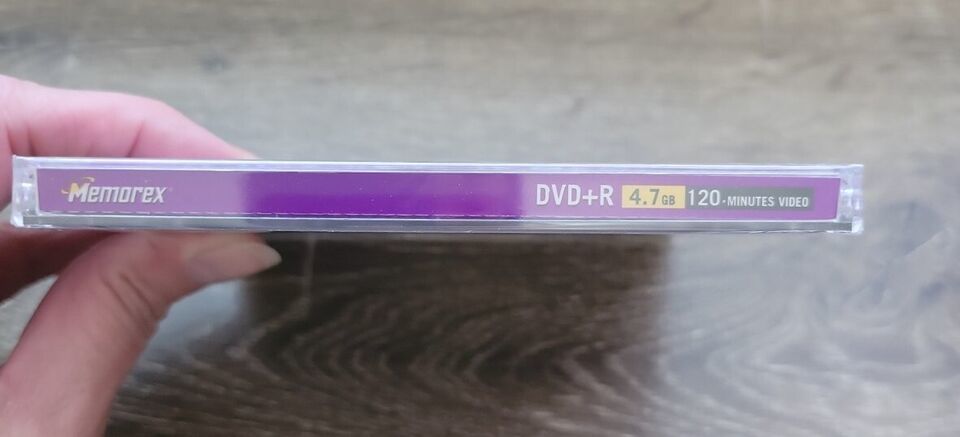 Memorex® DVD+R 4.7GB 120-MINUTES VIDEO